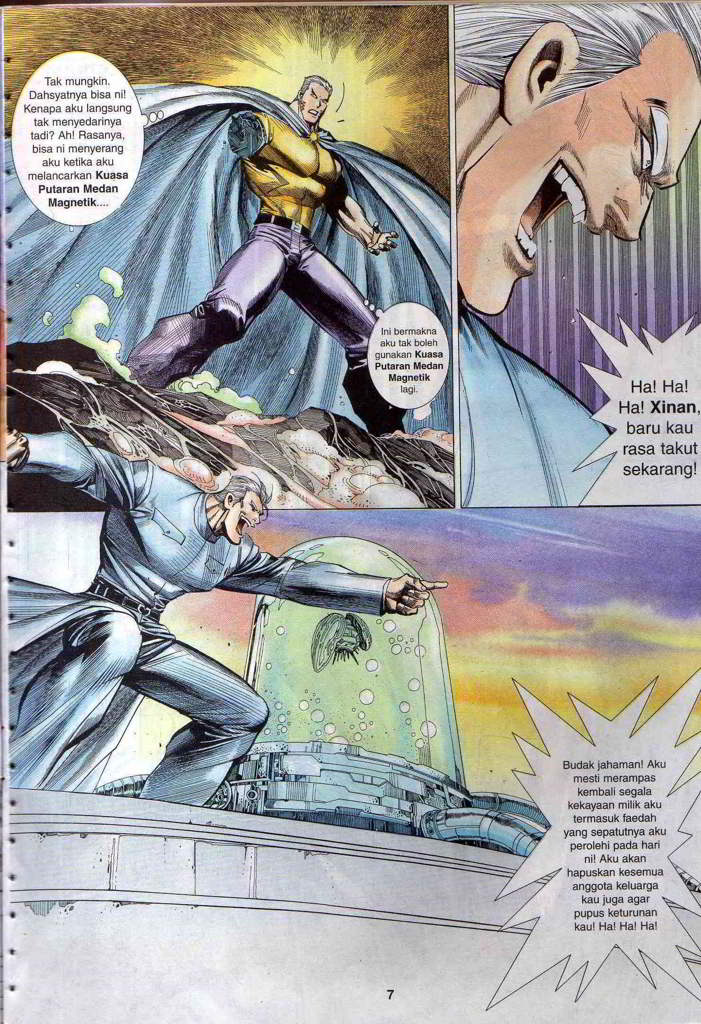 Tak mungkin.
Dahsyatnya bisa ni!
Kenapa aku langsung
tak menyedarinya
tadi? Ah! Rasanya,
bisa ni menyerang
aku ketika aku
melancarkan Kuasa
Putaran Medan
Magnetik....
Ini bermakna
aku tak boleh
gunakan Kuasa
Putaran Medan
Magnetik
lagi.
Ha! Ha!
Ha! Xinan,
baru kau
rasa takut
sekarang!
Budak jahaman! Aku
mesti merampas
kembali segala
kekayaan milik aku
termasuk faedah
yang sepatutnya aku
perolehi pada hari
ni! Aku akan
hapuskan kesemua
anggota keluarga
kau juga agar
pupus keturunan
kau! Ha! Ha! Ha!
7